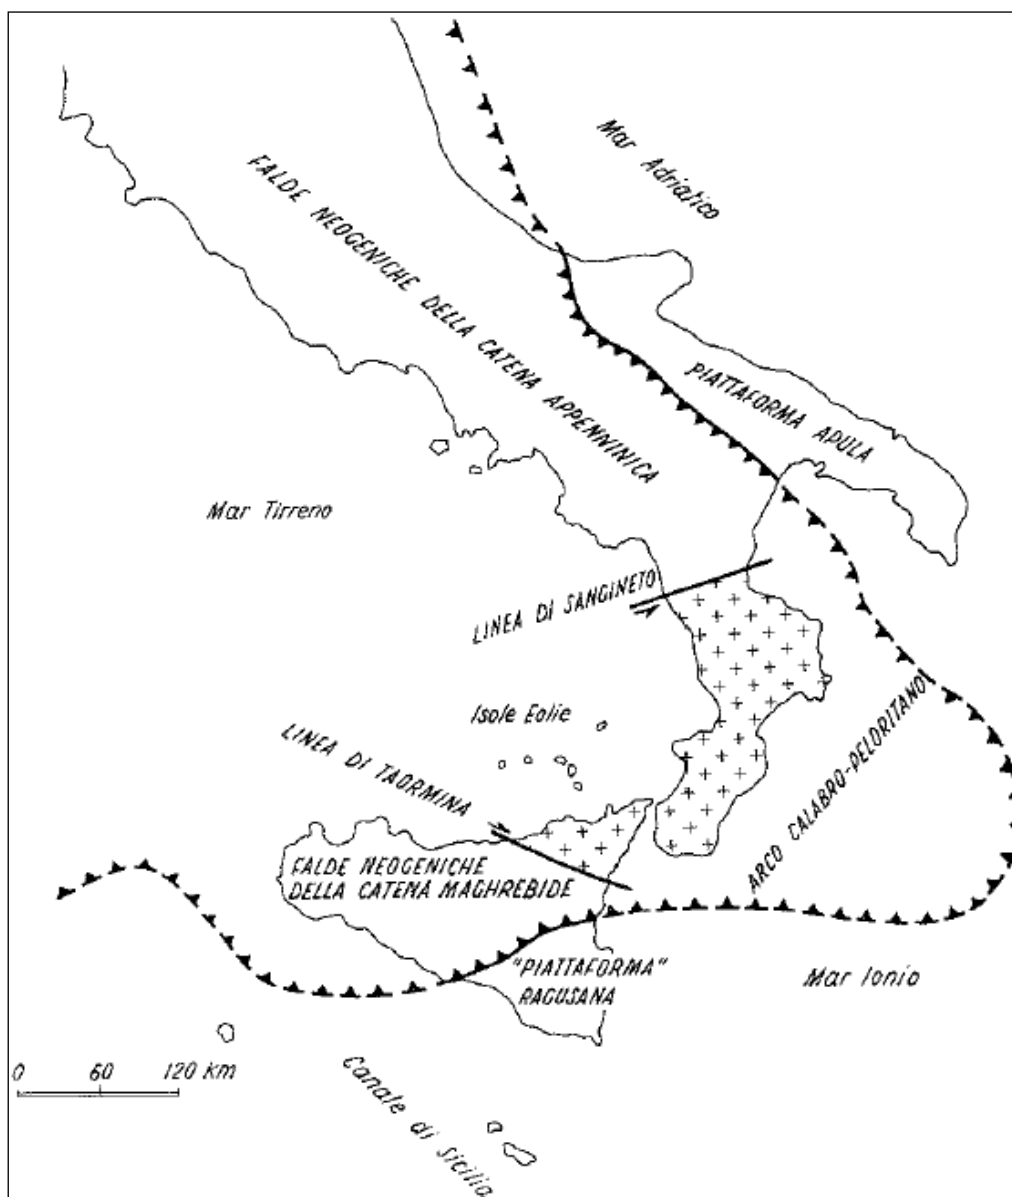 Mar Adriatico
FALDE NEOGENICHE DELLA CATENA APPENNINICA
PIATTAFORMA APULA
Mar Tirreno
LINEA DI SANGINETO
Isole Eolie
LINEA DI TAORMINA
ARCO CALABRO-PELORITANO
FALDE NEOGENICHE
DELLA CATENA MAGHREBIDE
"PIATTAFORMA"
RAGUSANA
Mar Ionio
0 60 120 km
Canale di Sicilia